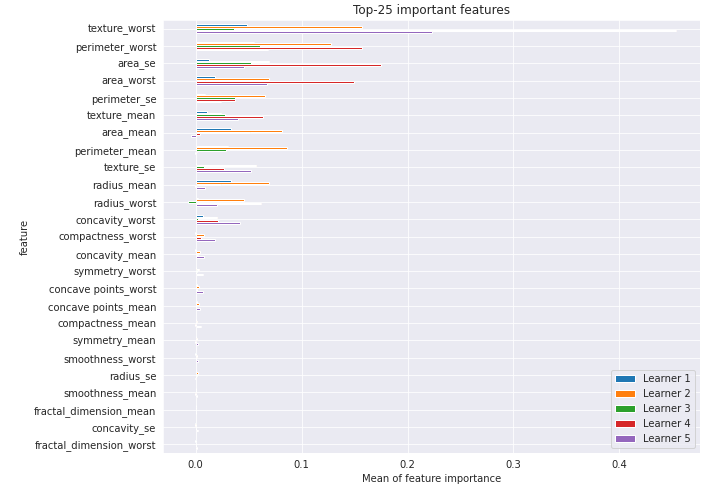 Top-25 important features
texture_worst
perimeter_worst
area_se
area_worst
perimeter_se
texture_mean
area_mean
perimeter_mean
texture_se
radius_mean
radius_worst
concavity_worst
compactness_worst
concavity_mean
symmetry_worst
concave points_worst
concave points_mean
compactness_mean
symmetry_mean
smoothness_worst
radius_se
smoothness_mean
fractal_dimension_mean
concavity_se
fractal_dimension_worst
feature
Learner 1
Learner 2
Learner 3
Learner 4
Learner 5
0.0 0.1 0.2 0.3 0.4
Mean of feature importance